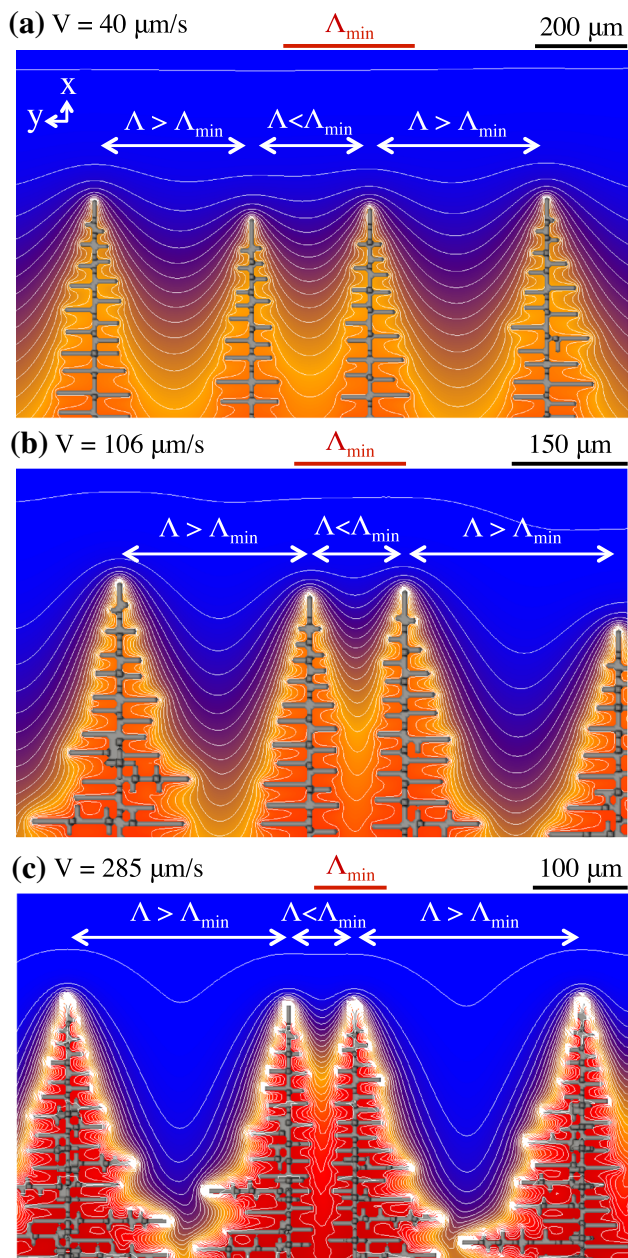 (a) V = 40 μm/s Λmin 200 μm
x
y
Λ > Λmin Λ<Λmin Λ > Λmin
(b) V = 106 μm/s Λmin 150 μm
Λ > Λmin Λ<Λmin Λ > Λmin
(c) V = 285 μm/s Λmin 100 μm
Λ > Λmin Λ<Λmin Λ > Λmin